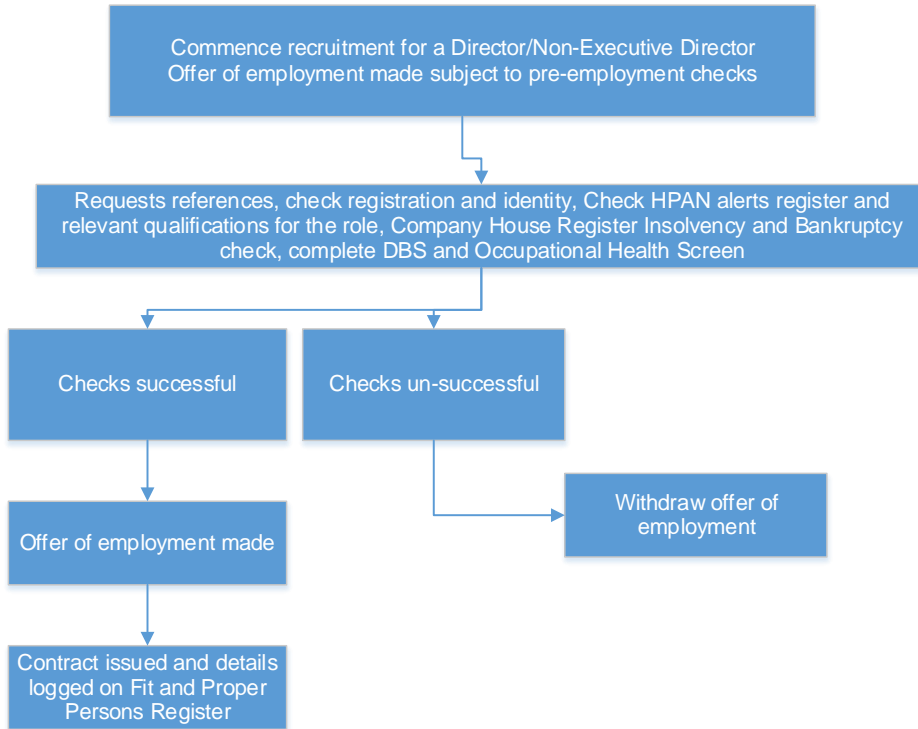 Commence recruitment for a Director/Non-Executive Director
Offer of employment made subject to pre-employment checks
Requests references, check registration and identity, Check HPAN alerts register and
relevant qualifications for the role, Company House Register Insolvency and Bankruptcy
check, complete DBS and Occupational Health Screen
Checks successful
Checks un-successful
Withdraw offer of
employment
Offer of employment made
Contract issued and details
logged on Fit and Proper
Persons Register